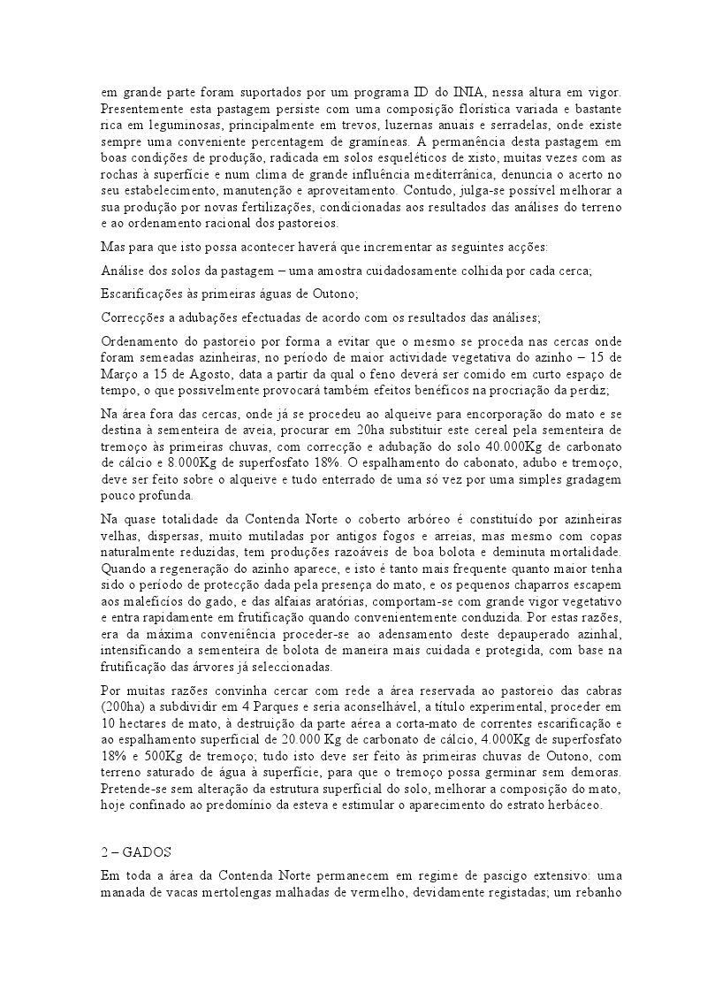 em grande parte foram suportados por um programa ID do INIA, nessa altura em vigor.
Presentemente esta pastagem persiste com uma composição florística variada e bastante
rica em leguminosas, principalmente em trevos, luzernas anuais e serradelas, onde existe
sempre uma conveniente percentagem de gramíneas. A permanência desta pastagem em
boas condições de produção, radicada em solos esqueléticos de xisto, muitas vezes com as
rochas à superfície e num clima de grande influência mediterrânica, denuncia o acerto no
seu estabelecimento, manutenção e aproveitamento. Contudo, julga-se possível melhorar a
sua produção por novas fertilizações, condicionadas aos resultados das análises do terreno
e ao ordenamento racional dos pastoreios.
Mas para que isto possa acontecer haverá que incrementar as seguintes acções:
Análise dos solos da pastagem – uma amostra cuidadosamente colhida por cada cerca;
Escarificações às primeiras águas de Outono;
Correcções a adubações efectuadas de acordo com os resultados das análises;
Ordenamento do pastoreio por forma a evitar que o mesmo se proceda nas cercas onde
foram semeadas azinheiras, no período de maior actividade vegetativa do azinho – 15 de
Março a 15 de Agosto, data a partir da qual o feno deverá ser comido em curto espaço de
tempo, o que possivelmente provocará também efeitos benéficos na procriação da perdiz;
Na área fora das cercas, onde já se procedeu ao alqueive para encorporação do mato e se
destina à sementeira de aveia, procurar em 20ha substituir este cereal pela sementeira de
tremoço às primeiras chuvas, com correcção e adubação do solo 40.000Kg de carbonato
de cálcio e 8.000Kg de superfosfato 18%. O espalhamento do cabonato, adubo e tremoço,
deve ser feito sobre o alqueive e tudo enterrado de uma só vez por uma simples gradagem
pouco profunda.
Na quase totalidade da Contenda Norte o coberto arbóreo é constituído por azinheiras
velhas, dispersas, muito mutiladas por antigos fogos e arreias, mas mesmo com copas
naturalmente reduzidas, tem produções razoáveis de boa bolota e deminuta mortalidade.
Quando a regeneração do azinho aparece, e isto é tanto mais frequente quanto maior tenha
sido o período de protecção dada pela presença do mato, e os pequenos chaparros escapem
aos malefícios do gado, e das alfaias aratórias, comportam-se com grande vigor vegetativo
e entra rapidamente em frutificação quando convenientemente conduzida. Por estas razões,
era da máxima conveniência proceder-se ao adensamento deste depauperado azinhal,
intensificando a sementeira de bolota de maneira mais cuidada e protegida, com base na
frutificação das árvores já seleccionadas.
Por muitas razões convinha cercar com rede a área reservada ao pastoreio das cabras
(200ha) a subdividir em 4 Parques e seria aconselhável, a título experimental, proceder em
10 hectares de mato, à destruição da parte aérea a corta-mato de correntes escarificação e
ao espalhamento superficial de 20.000 Kg de carbonato de cálcio, 4.000Kg de superfosfato
18% e 500Kg de tremoço; tudo isto deve ser feito às primeiras chuvas de Outono, com
terreno saturado de água à superfície, para que o tremoço possa germinar sem demoras.
Pretende-se sem alteração da estrutura superficial do solo, melhorar a composição do mato,
hoje confinado ao predomínio da esteva e estimular o aparecimento do estrato herbáceo.
2 – GADOS
Em toda a área da Contenda Norte permanecem em regime de pascigo extensivo: uma
manada de vacas mertolengas malhadas de vermelho, devidamente registadas; um rebanho